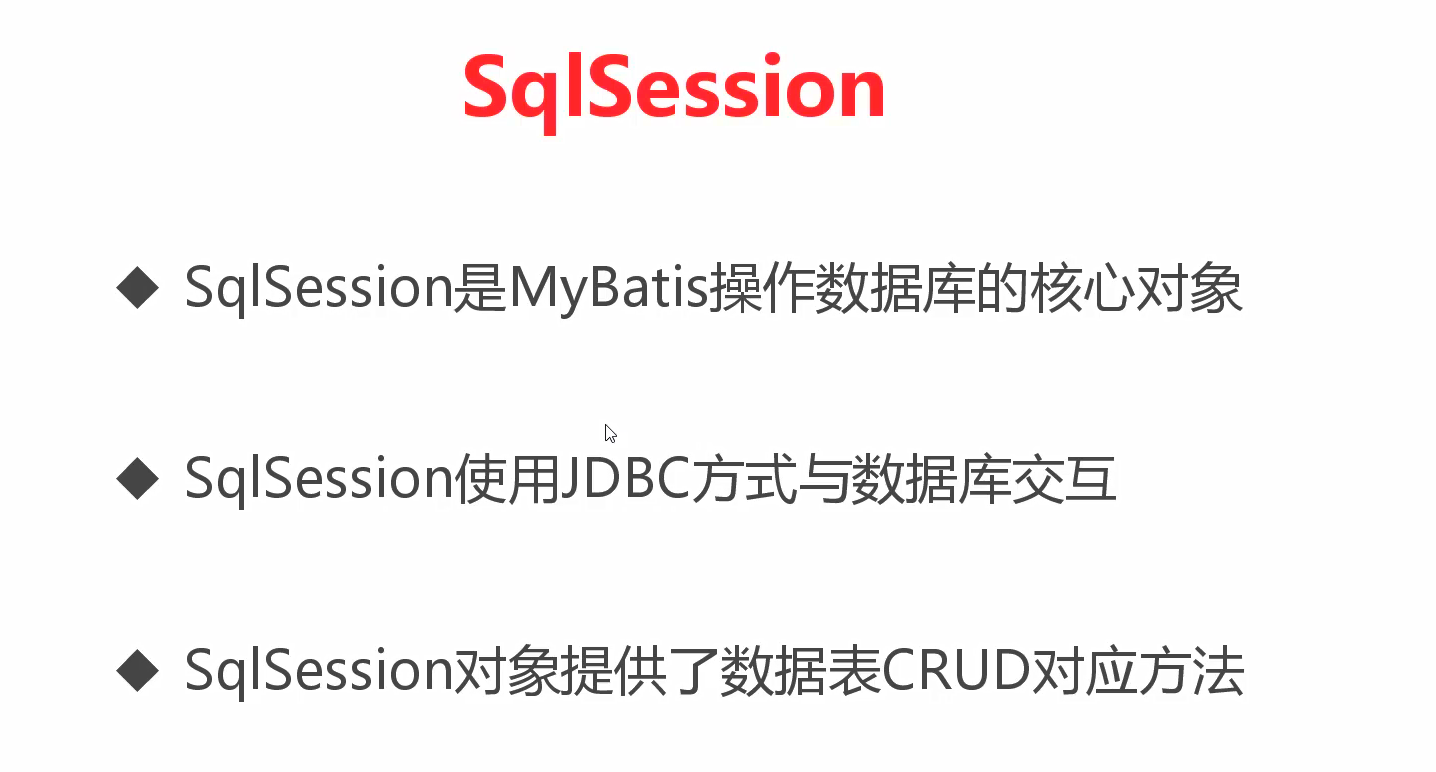 SqlSession
◆ SqlSession是MyBatis操作数据库的核心对象
◆ SqlSession使用JDBC方式与数据库交互
◆ SqlSession对象提供了数据表CRUD对应方法